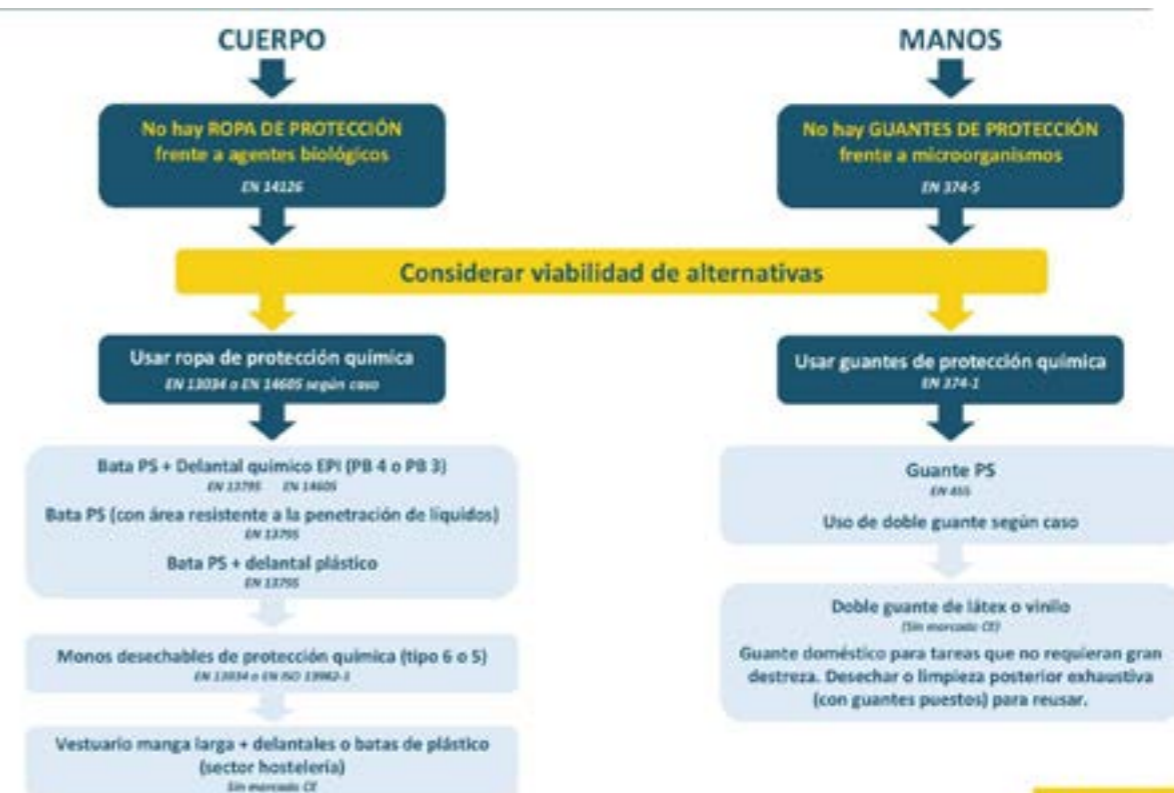 CUERPO
No hay ROPA DE PROTECCIÓN
frente a agentes biológicos
EN 14126
MANOS
No hay GUANTES DE PROTECCIÓN
frente a microorganismos
EN 374-5
Considerar viabilidad de alternativas
Usar ropa de protección química
EN 13034 o EN 14605 según caso
Bata PS + Delantal químico EPI (PB 4 o PB 3)
EN 13795 EN 14605
Bata PS (con área resistente a la penetración de líquidos)
EN 13795
Bata PS + delantal plástico
EN 13795
Monos desechables de protección química (tipo 6 o 5)
EN 13034 o EN ISO 13982-1
Vestuario manga larga + delantales o batas de plástico
(sector hostelería)
Sin marcado CE
Usar guantes de protección química
EN 374-1
Guante PS
EN 455
Uso de doble guante según caso
Doble guante de látex o vinilo
(Sin marcado CE)
Guante doméstico para tareas que no requieran gran
destreza. Desechar o limpieza posterior exhaustiva
(con guantes puestos) para reusar.